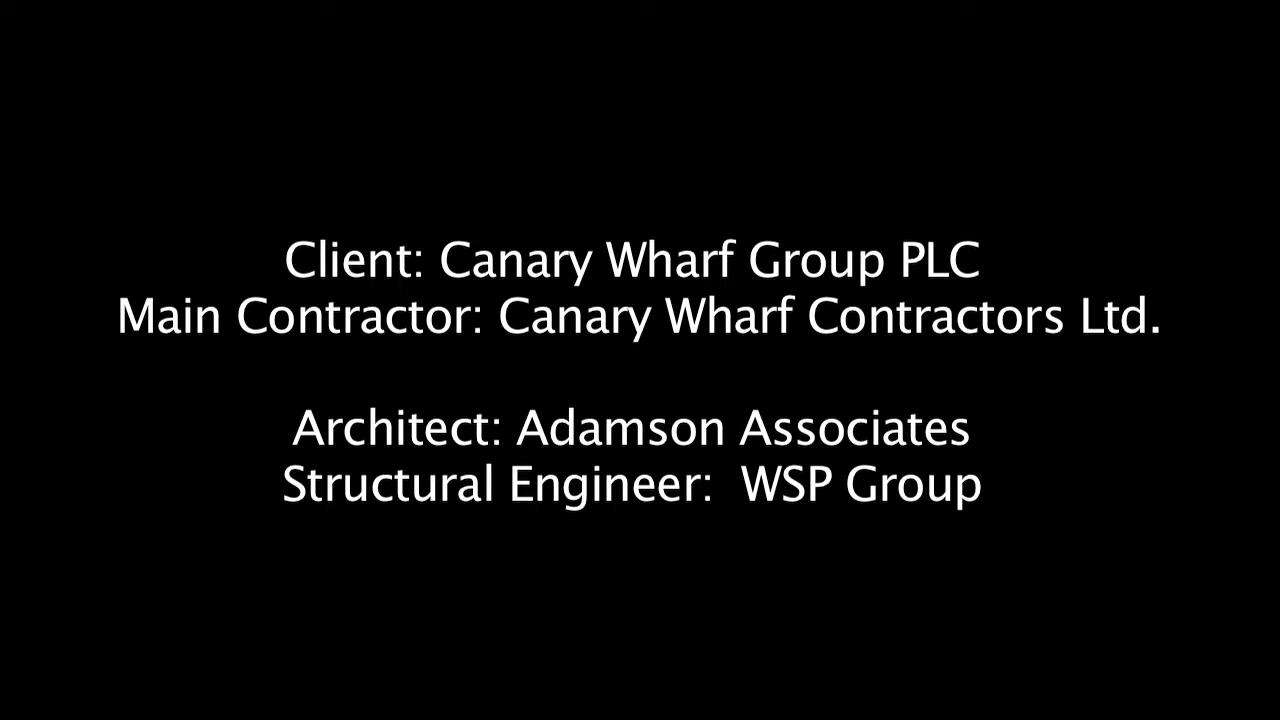 Client: Canary Wharf Group PLC
Main Contractor: Canary Wharf Contractors Ltd.
Architect: Adamson Associates
Structural Engineer:  WSP Group